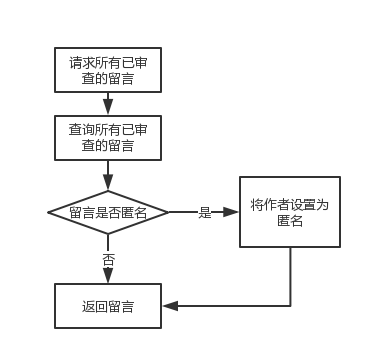 请求所有已审
查的留言
查询所有已审
查的留言
留言是否匿名
是
将作者设置为
匿名
否
返回留言